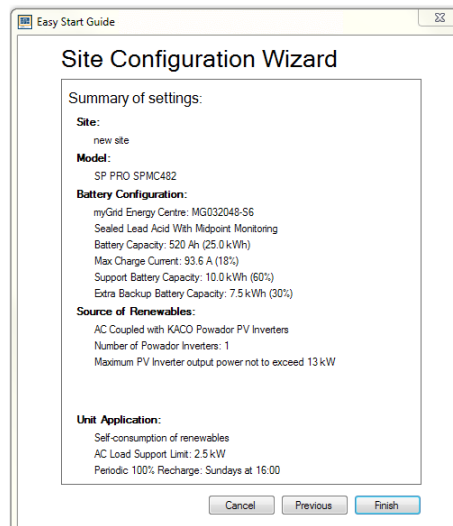 Easy Start Guide
Site Configuration Wizard
Summary of settings:
Site:
new site
Model:
SP PRO SPMC482
Battery Configuration:
myGrid Energy Centre: MG032048-S6
Sealed Lead Acid With Midpoint Monitoring
Battery Capacity: 520 Ah (25.0 kWh)
Max Charge Current: 93.6 A (18%)
Support Battery Capacity: 10.0 kWh (60%)
Extra Backup Battery Capacity: 7.5 kWh (30%)
Source of Renewables:
AC Coupled with KACO Powador PV Inverters
Number of Powador Inverters: 1
Maximum PV Inverter output power not to exceed 13 kW
Unit Application:
Self-consumption of renewables
AC Load Support Limit: 2.5 kW
Periodic 100% Recharge: Sundays at 16:00
Cancel Previous Finish